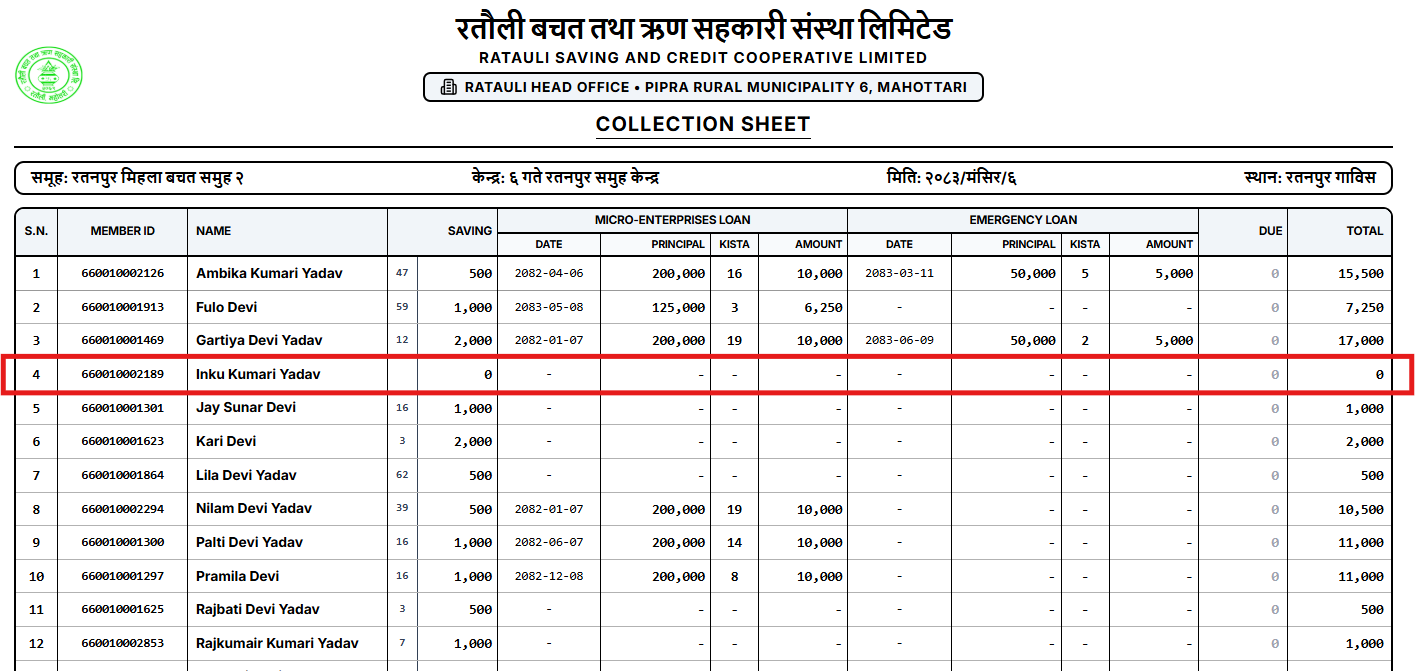 रतौली बचत तथा ऋण सहकारी संस्था लिमिटेड
RATAULI SAVING AND CREDIT COOPERATIVE LIMITED
RATAULI HEAD OFFICE • PIPRA RURAL MUNICIPALITY 6, MAHOTTARI
COLLECTION SHEET
समूह: रतनपुर मिहला बचत समुह २ केन्द्र: ६ गते रतनपुर समुह केन्द्र मिति: २०८३/मंसिर/६ स्थान: रतनपुर गाविस
S.N. MEMBER ID NAME SAVING MICRO-ENTERPRISES LOAN EMERGENCY LOAN DUE TOTAL
DATE PRINCIPAL KISTA AMOUNT DATE PRINCIPAL KISTA AMOUNT
1 660010002126 Ambika Kumari Yadav 47 500 2082-04-06 200,000 16 10,000 2083-03-11 50,000 5 5,000 0 15,500
2 660010001913 Fulo Devi 59 1,000 2083-05-08 125,000 3 6,250 - - - - 0 7,250
3 660010001469 Gartiya Devi Yadav 12 2,000 2082-01-07 200,000 19 10,000 2083-06-09 50,000 2 5,000 0 17,000
4 660010002189 Inku Kumari Yadav 0 - - - - - - - - 0 0
5 660010001301 Jay Sunar Devi 16 1,000 - - - - - - - - 0 1,000
6 660010001623 Kari Devi 3 2,000 - - - - - - - - 0 2,000
7 660010001864 Lila Devi Yadav 62 500 - - - - - - - - 0 500
8 660010002294 Nilam Devi Yadav 39 500 2082-01-07 200,000 19 10,000 - - - - 0 10,500
9 660010001300 Palti Devi Yadav 16 1,000 2082-06-07 200,000 14 10,000 - - - - 0 11,000
10 660010001297 Pramila Devi 16 1,000 2082-12-08 200,000 8 10,000 - - - - 0 11,000
11 660010001625 Rajbati Devi Yadav 3 500 - - - - - - - - 0 500
12 660010002853 Rajkumair Kumari Yadav 7 1,000 - - - - - - - - 0 1,000